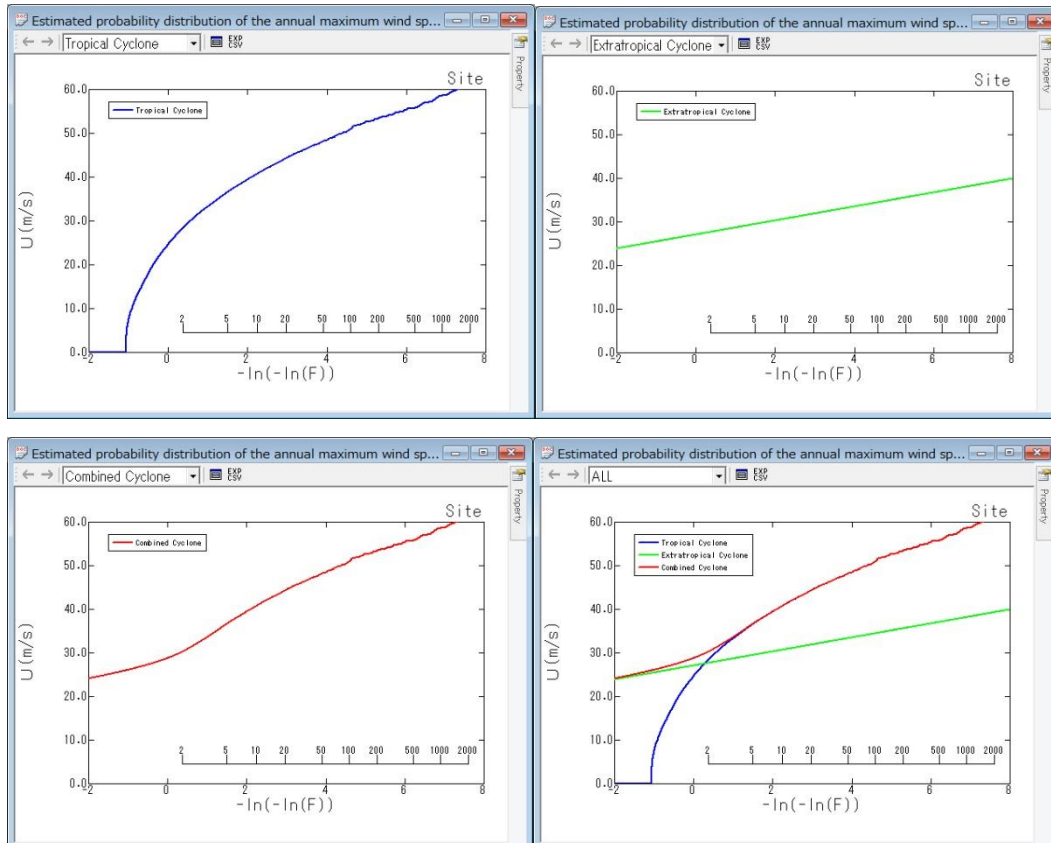 Estimated probability distribution of the annual maximum wind sp...
Tropical Cyclone
EXP
CSV
Property
Site
60.0
50.0
40.0
30.0
20.0
10.0
0.0
U(m/s)
Tropical Cyclone
2 5 10 20 50 100 200 500 1000 2000
-2 0 2 4 6 8
-ln(-ln(F))
Estimated probability distribution of the annual maximum wind sp...
Extratropical Cyclone
EXP
CSV
Property
Site
60.0
50.0
40.0
30.0
20.0
10.0
0.0
U(m/s)
Extratropical Cyclone
2 5 10 20 50 100 200 500 1000 2000
-2 0 2 4 6 8
-ln(-ln(F))
Estimated probability distribution of the annual maximum wind sp...
Combined Cyclone
EXP
CSV
Property
Site
60.0
50.0
40.0
30.0
20.0
10.0
0.0
U(m/s)
Combined Cyclone
2 5 10 20 50 100 200 500 1000 2000
-2 0 2 4 6 8
-ln(-ln(F))
Estimated probability distribution of the annual maximum wind sp...
ALL
EXP
CSV
Property
Site
60.0
50.0
40.0
30.0
20.0
10.0
0.0
U(m/s)
Tropical Cyclone
Extratropical Cyclone
Combined Cyclone
2 5 10 20 50 100 200 500 1000 2000
-2 0 2 4 6 8
-ln(-ln(F))